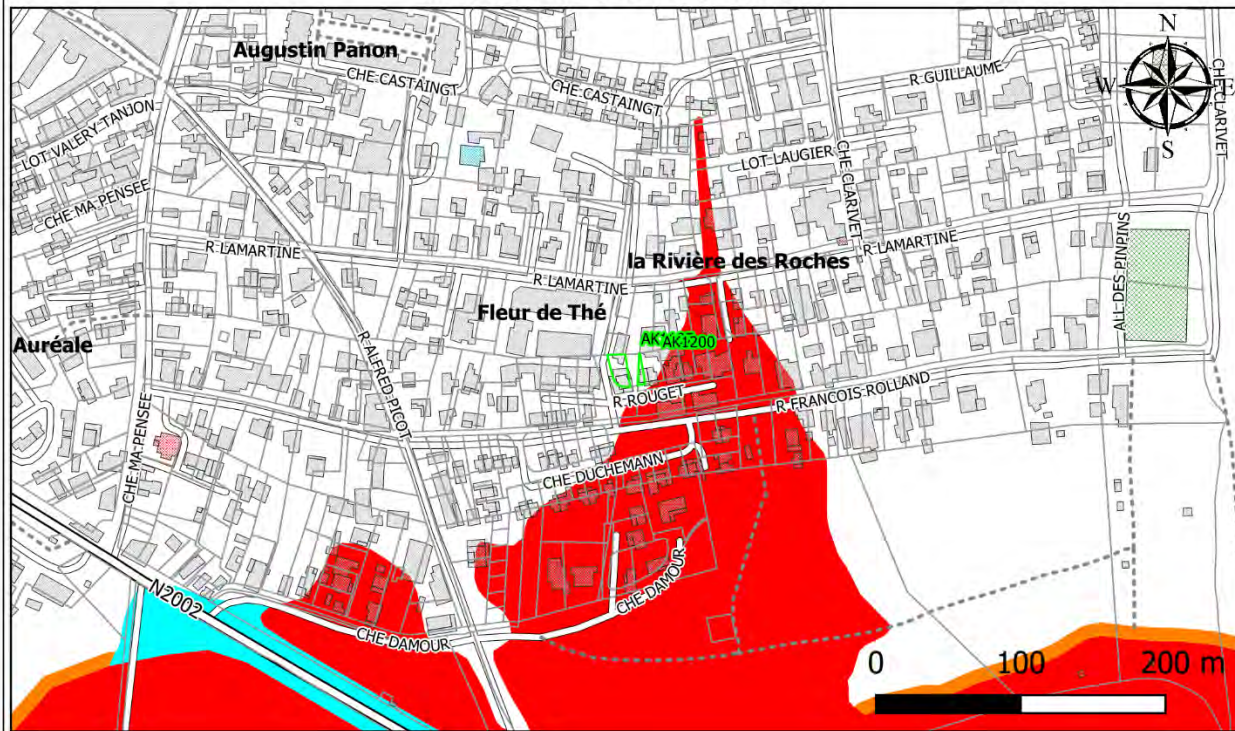 N
W E
S
Augustin Panon
CHE CASTAINGT
CHE CASTAINGT
R GUILLAUME
CHE CLARIVET
LOT VALERY TANJON
LOT LAUGIER
CHE CLARIVET
CHE MA PENSEE
R LAMARTINE
R LAMARTINE
ALL DES PINPINS
la Rivière des Roches
R LAMARTINE
Fleur de Thé
Auréale
R ALFRED PICOT
AK1200
R ROUGET
R FRANCOIS ROLLAND
CHE MA PENSEE
CHE DUCHEMANN
CHE DAMOUR
N2002
CHE DAMOUR
0 100 200 m